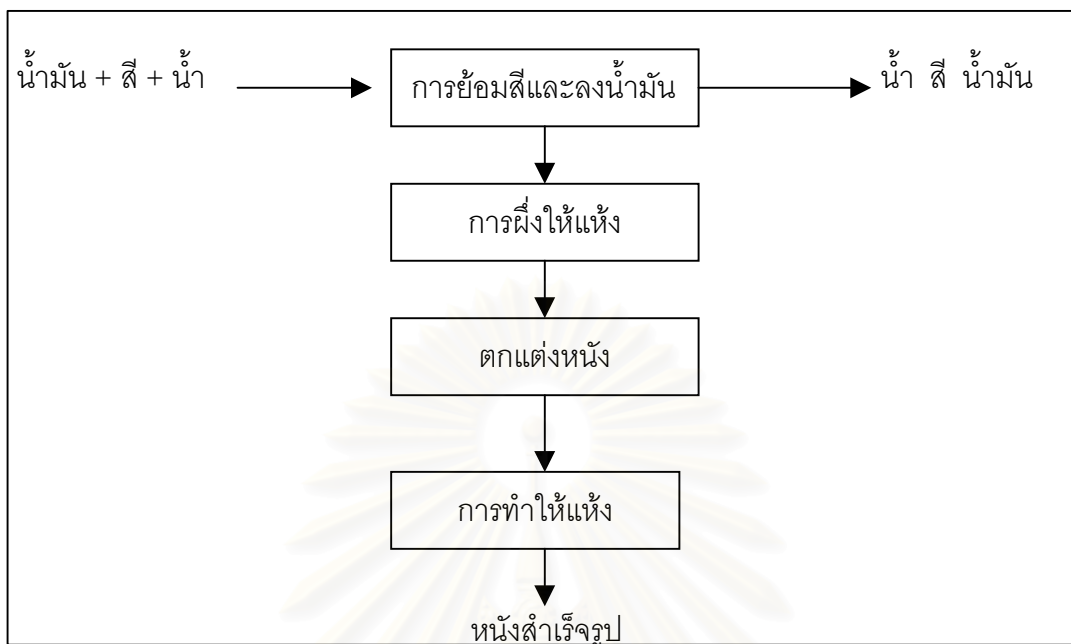 น้ำมัน + สี + น้ำ
การย้อมสีและลงน้ำมัน
น้ำ สี น้ำมัน
การผึ่งให้แห้ง
ตกแต่งหนัง
การทำให้แห้ง
หนังสำเร็จรูป